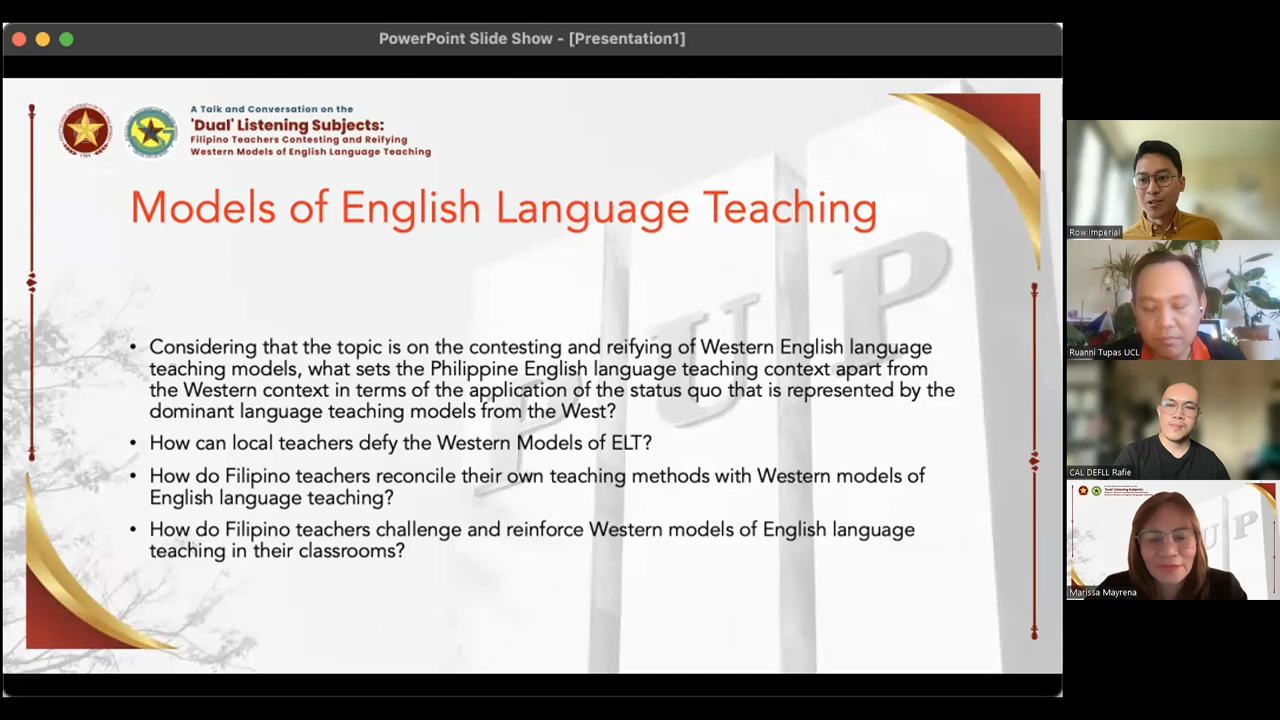 PowerPoint Slide Show - [Presentation1]
A Talk and Conversation on the
'Dual' Listening Subjects:
Filipino Teachers Contesting and Reifying
Western Models of English Language Teaching
Models of English Language Teaching
• Considering that the topic is on the contesting and reifying of Western English language
teaching models, what sets the Philippine English language teaching context apart from
the Western context in terms of the application of the status quo that is represented by the
dominant language teaching models from the West?
• How can local teachers defy the Western Models of ELT?
• How do Filipino teachers reconcile their own teaching methods with Western models of
English language teaching?
• How do Filipino teachers challenge and reinforce Western models of English language
teaching in their classrooms?
PUP
Row Imperial
Ruanni Tupas UCL
CAL DEFLL Rafie
Marissa Mayrena